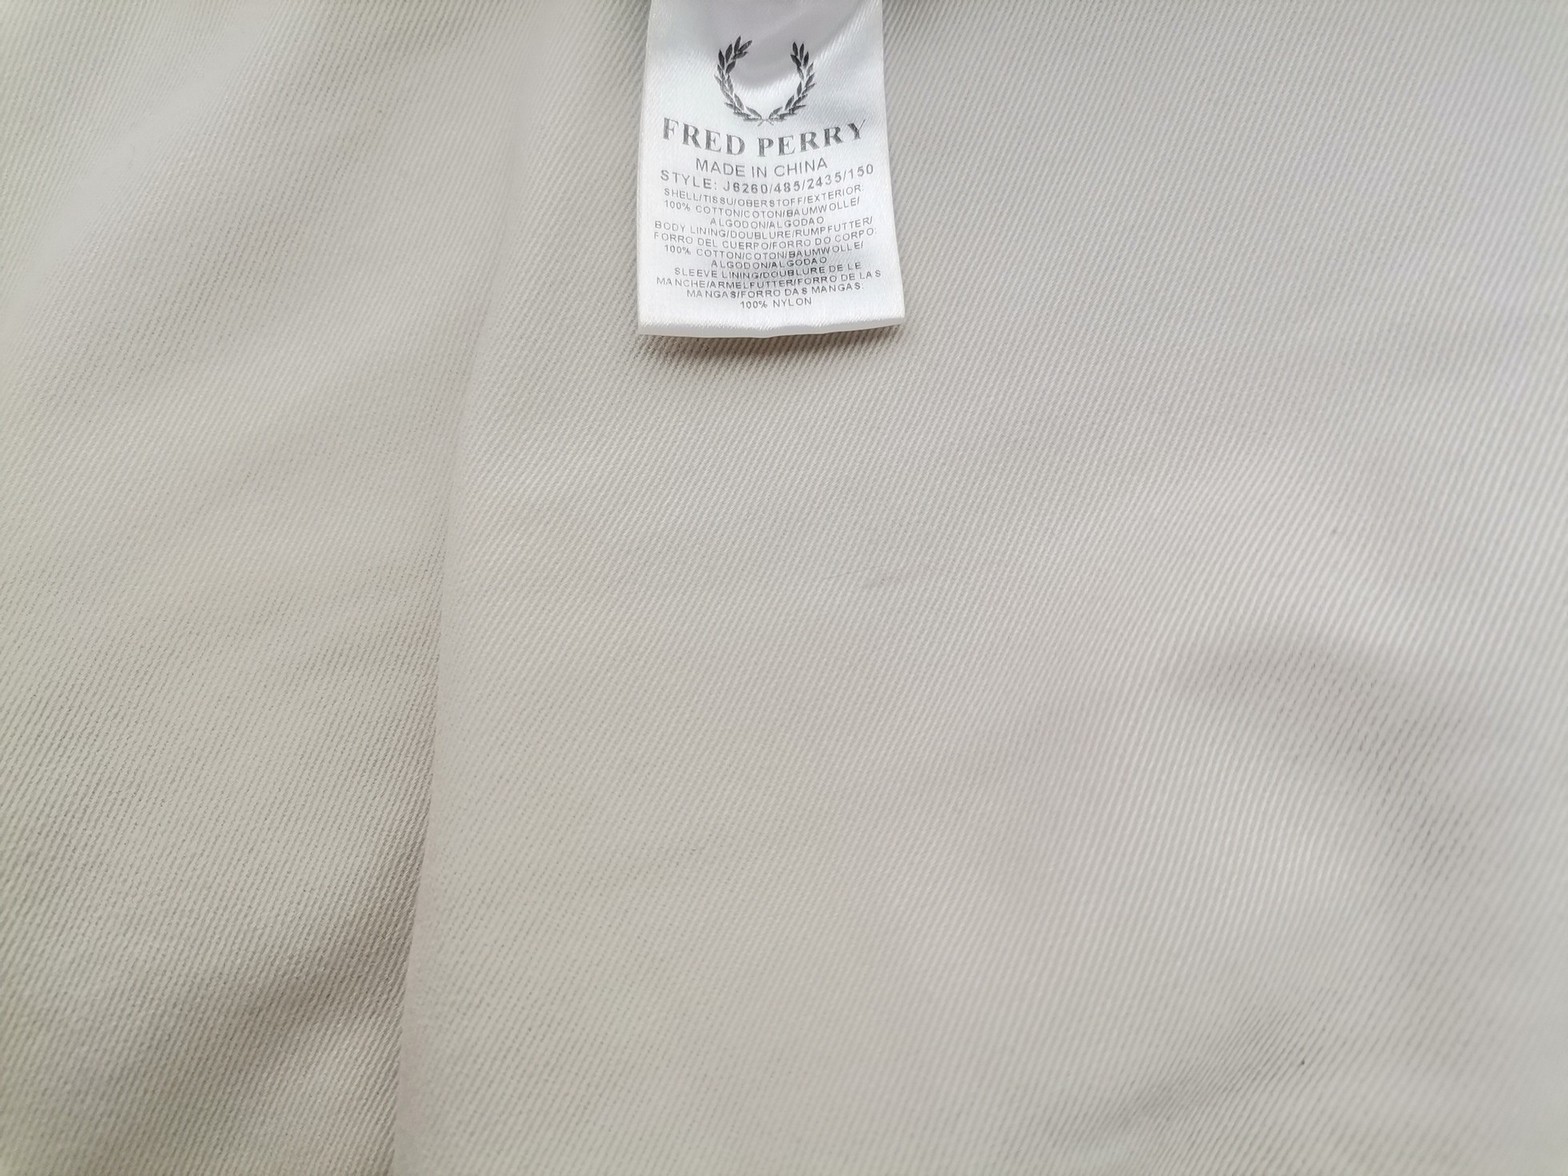 FRED PERRY
MADE IN CHINA
STYLE: J6260/485/2435/150
SHELL/TISSU/OBERSTOFF/EXTERIOR
100% COTTON/COTON/BAUMWOLLE/
ALGODON/ALGODAO
BODY LINING/DOUBLURE/RUMPFUTTER/
FORRO DEL CUERPO/FORRO DO CORPO
100% COTTON/COTON/BAUMWOLLE/
ALGODON/ALGODAO
SLEEVE LINING/DOUBLURE DE LE
MANCHE/ARMELFUTTER/FORRO DE LAS
MANGAS/FORRO DAS MANGAS
100% NYLON